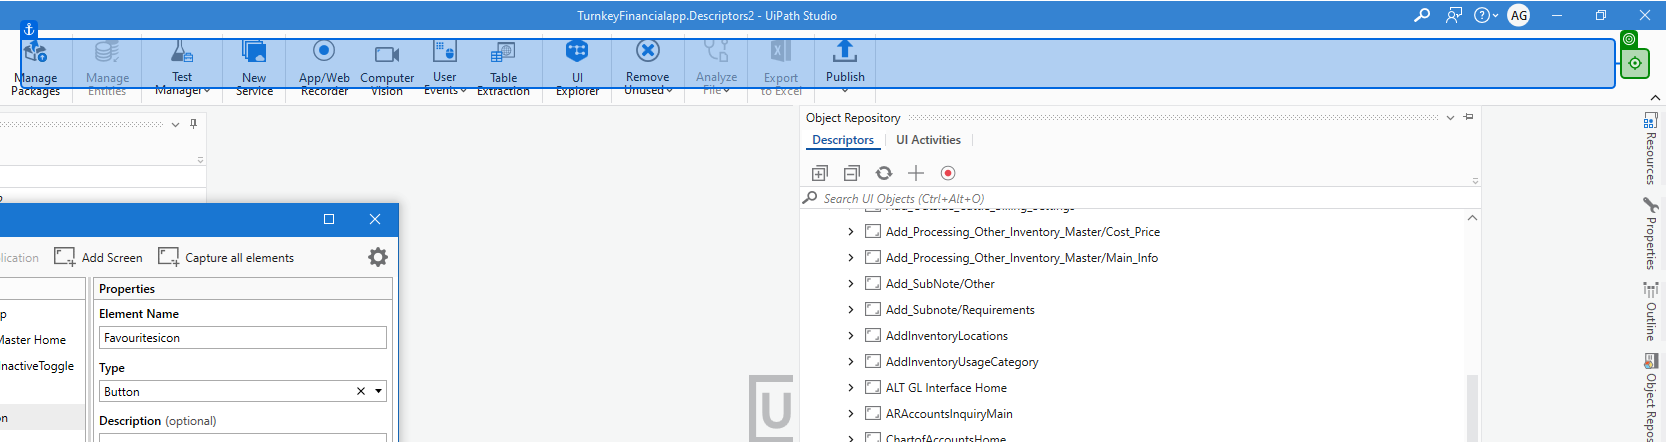 TurnkeyFinancialapp.Descriptors2 - UiPath Studio
AG
Manage Packages
Manage Entities
Test Manager
New Service
App/Web Recorder
Computer Vision
User Events
Table Extraction
UI Explorer
Remove Unused
Analyze File
Export to Excel
Publish
Object Repository
Descriptors
UI Activities
Search UI Objects (Ctrl+Alt+O)
Add_Processing_Other_Inventory_Master/Cost_Price
Add_Processing_Other_Inventory_Master/Main_Info
Add_SubNote/Other
Add_Subnote/Requirements
AddInventoryLocations
AddInventoryUsageCategory
ALT GL Interface Home
ARAccountsInquiryMain
ChartofAccountsHome
Resources
Properties
Outline
Object Repos
lication
Add Screen
Capture all elements
p
Master Home
InactiveToggle
on
Properties
Element Name
Favouritesicon
Type
Button
Description (optional)
U